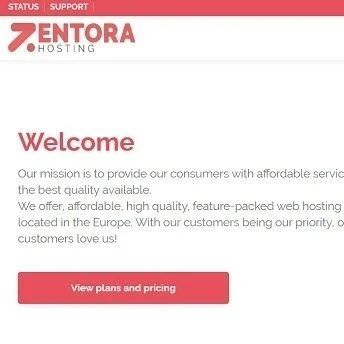 STATUS | SUPPORT |
ZENTORA
HOSTING
Welcome
Our mission is to provide our consumers with affordable servic
the best quality available.
We offer, affordable, high quality, feature-packed web hosting
located in the Europe. With our customers being our priority, o
customers love us!
View plans and pricing